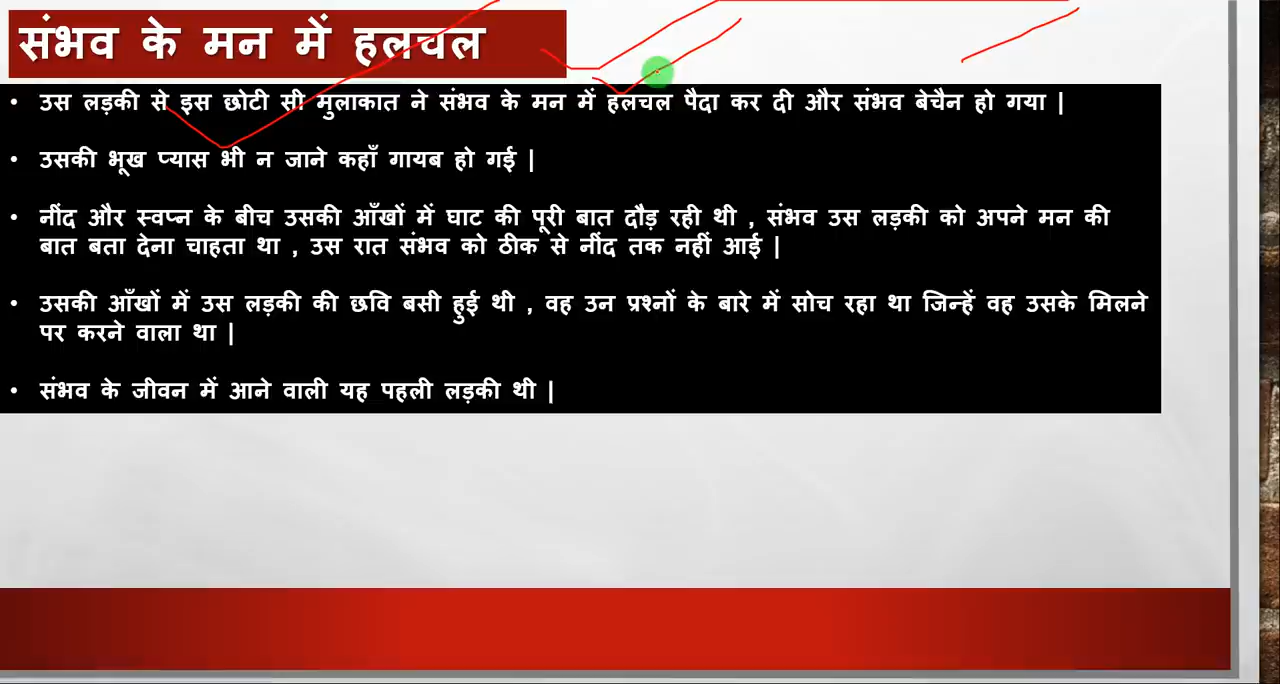 संभव के मन में हलचल
• उस लड़की से इस छोटी सी मुलाकात ने संभव के मन में हलचल पैदा कर दी और संभव बेचैन हो गया |
• उसकी भूख प्यास भी न जाने कहाँ गायब हो गई |
• नींद और स्वप्न के बीच उसकी आँखों में घाट की पूरी बात दौड़ रही थी , संभव उस लड़की को अपने मन की
बात बता देना चाहता था , उस रात संभव को ठीक से नींद तक नहीं आई |
• उसकी आँखों में उस लड़की की छवि बसी हुई थी , वह उन प्रश्नों के बारे में सोच रहा था जिन्हें वह उसके मिलने
पर करने वाला था |
• संभव के जीवन में आने वाली यह पहली लड़की थी |